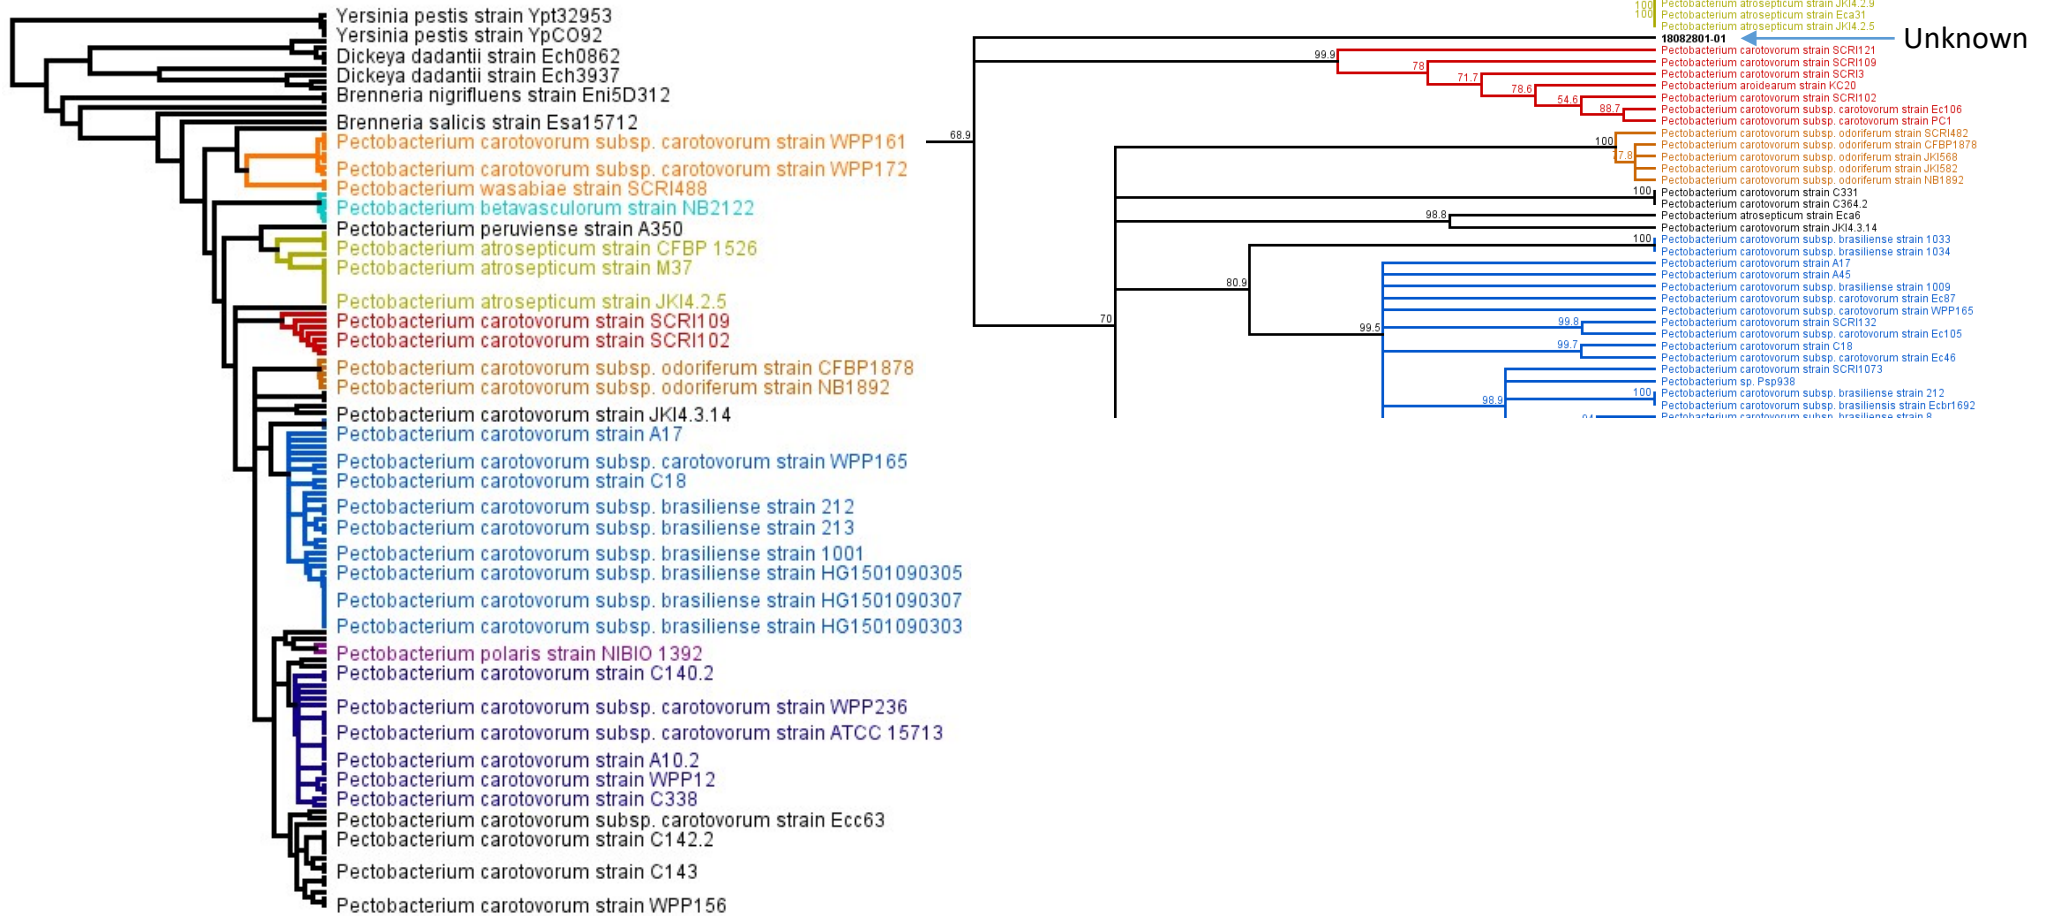 Yersinia pestis strain Ypt32953
Yersinia pestis strain YpCO92
Dickeya dadantii strain Ech0862
Dickeya dadantii strain Ech3937
Brenneria nigrifluens strain Eni5D312
Brenneria salicis strain Esa15712
Pectobacterium carotovorum subsp. carotovorum strain WPP161
Pectobacterium carotovorum subsp. carotovorum strain WPP172
Pectobacterium wasabiae strain SCRI488
Pectobacterium betavasculorum strain NB2122
Pectobacterium peruviense strain A350
Pectobacterium atrosepticum strain CFBP 1526
Pectobacterium atrosepticum strain M37
Pectobacterium atrosepticum strain JKI4.2.5
Pectobacterium carotovorum strain SCRI109
Pectobacterium carotovorum strain SCRI102
Pectobacterium carotovorum subsp. odoriferum strain CFBP1878
Pectobacterium carotovorum subsp. odoriferum strain NB1892
Pectobacterium carotovorum strain JKI4.3.14
Pectobacterium carotovorum strain A17
Pectobacterium carotovorum subsp. carotovorum strain WPP165
Pectobacterium carotovorum strain C18
Pectobacterium carotovorum subsp. brasiliense strain 212
Pectobacterium carotovorum subsp. brasiliense strain 213
Pectobacterium carotovorum subsp. brasiliense strain 1001
Pectobacterium carotovorum subsp. brasiliense strain HG1501090305
Pectobacterium carotovorum subsp. brasiliense strain HG1501090307
Pectobacterium carotovorum subsp. brasiliense strain HG1501090303
Pectobacterium polaris strain NIBIO 1392
Pectobacterium carotovorum strain C140.2
Pectobacterium carotovorum subsp. carotovorum strain WPP236
Pectobacterium carotovorum subsp. carotovorum strain ATCC 15713
Pectobacterium carotovorum strain A10.2
Pectobacterium carotovorum strain WPP12
Pectobacterium carotovorum strain C338
Pectobacterium carotovorum subsp. carotovorum strain Ecc63
Pectobacterium carotovorum strain C142.2
Pectobacterium carotovorum strain C143
Pectobacterium carotovorum strain WPP156
100 Pectobacterium atrosepticum strain JKI4.2.9
100 Pectobacterium atrosepticum strain Eca31
Pectobacterium atrosepticum strain JKI4.2.5
18082801-01 Unknown
99.9 Pectobacterium carotovorum strain SCRI121
78 Pectobacterium carotovorum strain SCRI109
71.7 Pectobacterium carotovorum strain SCRI3
78.6 Pectobacterium aroidearum strain KC20
54.6 Pectobacterium carotovorum strain SCRI102
88.7 Pectobacterium carotovorum subsp. carotovorum strain Ec106
Pectobacterium carotovorum subsp. carotovorum strain PC1
68.9 Pectobacterium carotovorum subsp. odoriferum strain SCRI482
100 Pectobacterium carotovorum subsp. odoriferum strain CFBP1878
77.8 Pectobacterium carotovorum subsp. odoriferum strain JKI568
Pectobacterium carotovorum subsp. odoriferum strain JKI582
Pectobacterium carotovorum subsp. odoriferum strain NB1892
100 Pectobacterium carotovorum strain C331
Pectobacterium carotovorum strain C364.2
98.8 Pectobacterium atrosepticum strain Eca6
Pectobacterium carotovorum strain JKI4.3.14
100 Pectobacterium carotovorum subsp. brasiliense strain 1033
Pectobacterium carotovorum subsp. brasiliense strain 1034
Pectobacterium carotovorum strain A17
Pectobacterium carotovorum strain A45
80.9 Pectobacterium carotovorum subsp. brasiliense strain 1009
Pectobacterium carotovorum subsp. carotovorum strain Ec87
Pectobacterium carotovorum subsp. carotovorum strain WPP165
70 99.5 99.8 Pectobacterium carotovorum strain SCRI132
Pectobacterium carotovorum subsp. carotovorum strain Ec105
99.7 Pectobacterium carotovorum strain C18
Pectobacterium carotovorum subsp. carotovorum strain Ec46
Pectobacterium carotovorum strain SCRI1073
Pectobacterium sp. Psp938
100 Pectobacterium carotovorum subsp. brasiliense strain 212
98.9 Pectobacterium carotovorum subsp. brasiliensis strain Ecbr1692
94 Pectobacterium carotovorum subsp. brasiliense strain 8